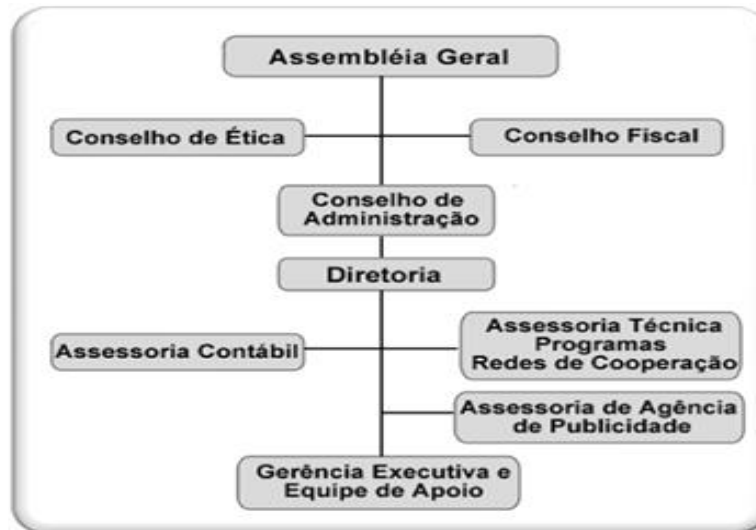 Assembléia Geral
Conselho de Ética
Conselho Fiscal
Conselho de
Administração
Diretoria
Assessoria Contábil
Assessoria Técnica
Programas
Redes de Cooperação
Assessoria de Agência
de Publicidade
Gerência Executiva e
Equipe de Apoio